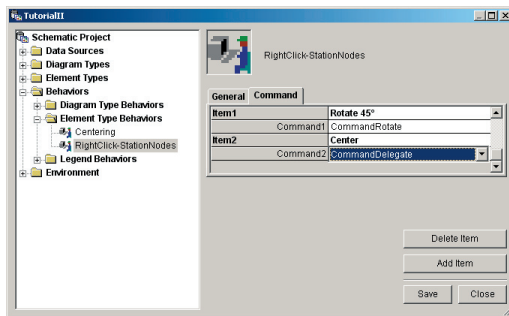 TutorialII
Schematic Project
Data Sources
Diagram Types
Element Types
Behaviors
Diagram Type Behaviors
Element Type Behaviors
Centering
RightClick-StationNodes
Legend Behaviors
Environment
RightClick-StationNodes
General Command
Item1 Rotate 45°
Command1 CommandRotate
Item2 Center
Command2 CommandDelegate
Delete Item
Add Item
Save Close